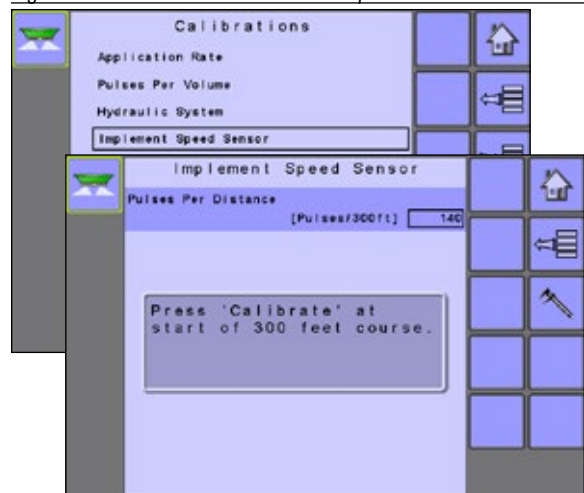 Calibrations
Application Rate
Pulses Per Volume
Hydraulic System
Implement Speed Sensor
Implement Speed Sensor
Pulses Per Distance
[Pulses/300ft] 140
Press 'Calibrate' at
start of 300 feet course.